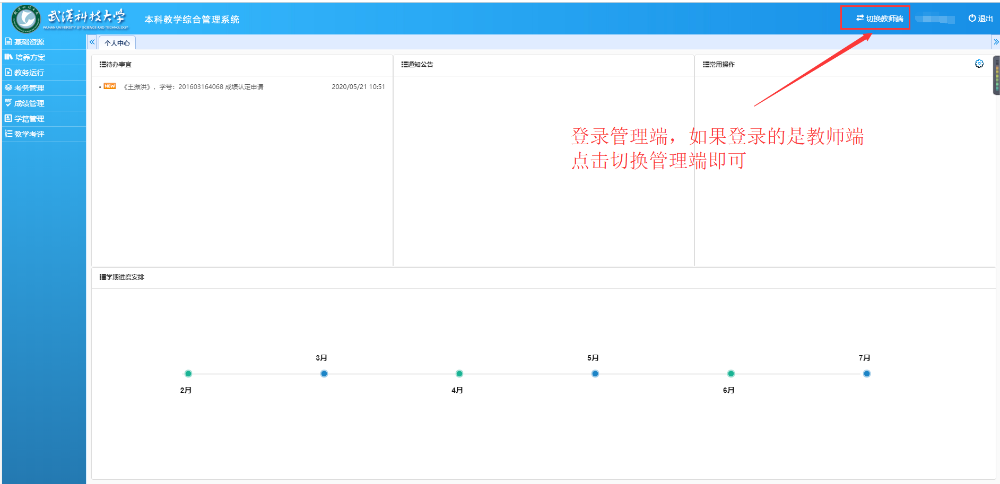 武汉科技大学
WUHAN UNIVERSITY OF SCIENCE AND TECHNOLOGY
本科教学综合管理系统
切换教师端
退出
基础资源
培养方案
教务运行
考务管理
成绩管理
学籍管理
教学考评
个人中心
待办事宜
NEW 《王振洪》，学号：201603164068 成绩认定申请 2020/05/21 10:51
通知公告
常用操作
登录管理端，如果登录的是教师端
点击切换管理端即可
学期进度安排
2月
3月
4月
5月
6月
7月